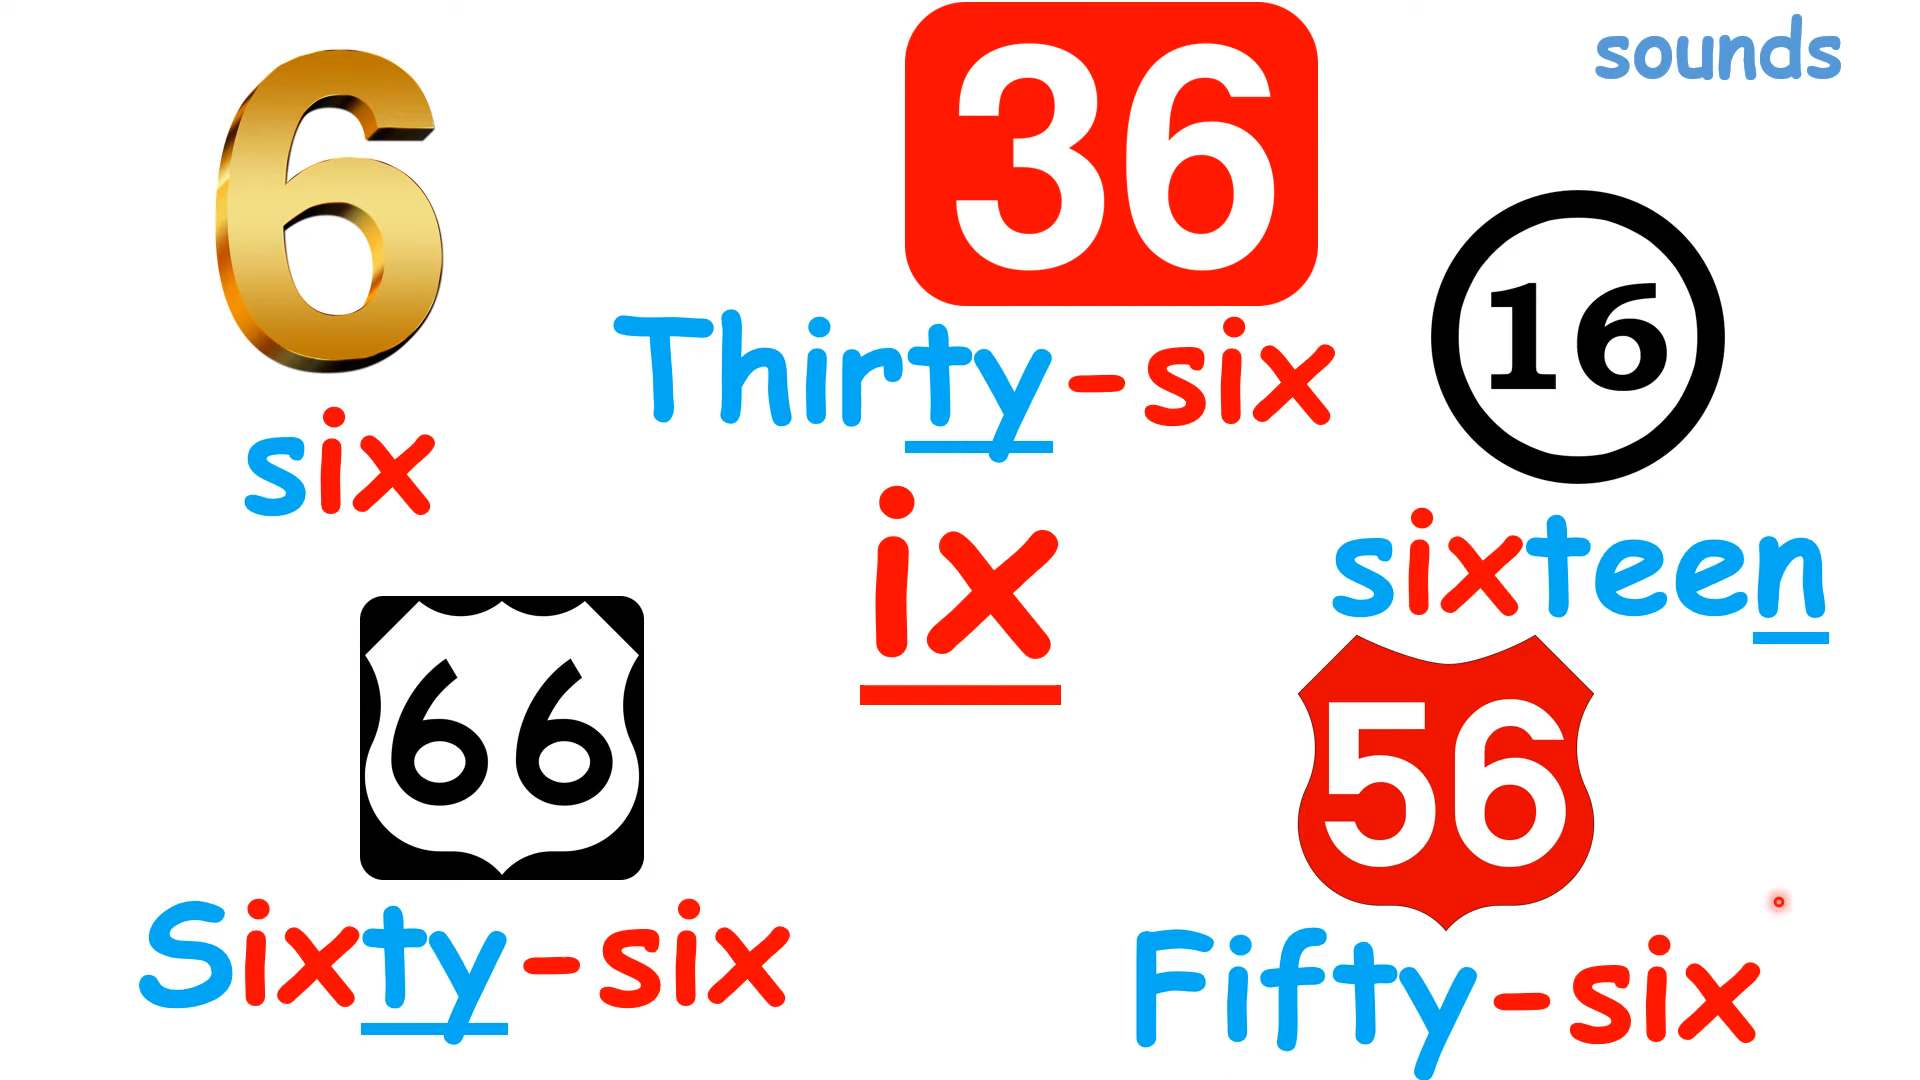 sounds
6
six
36
Thirty-six
16
sixteen
ix
66
Sixty-six
56
Fifty-six